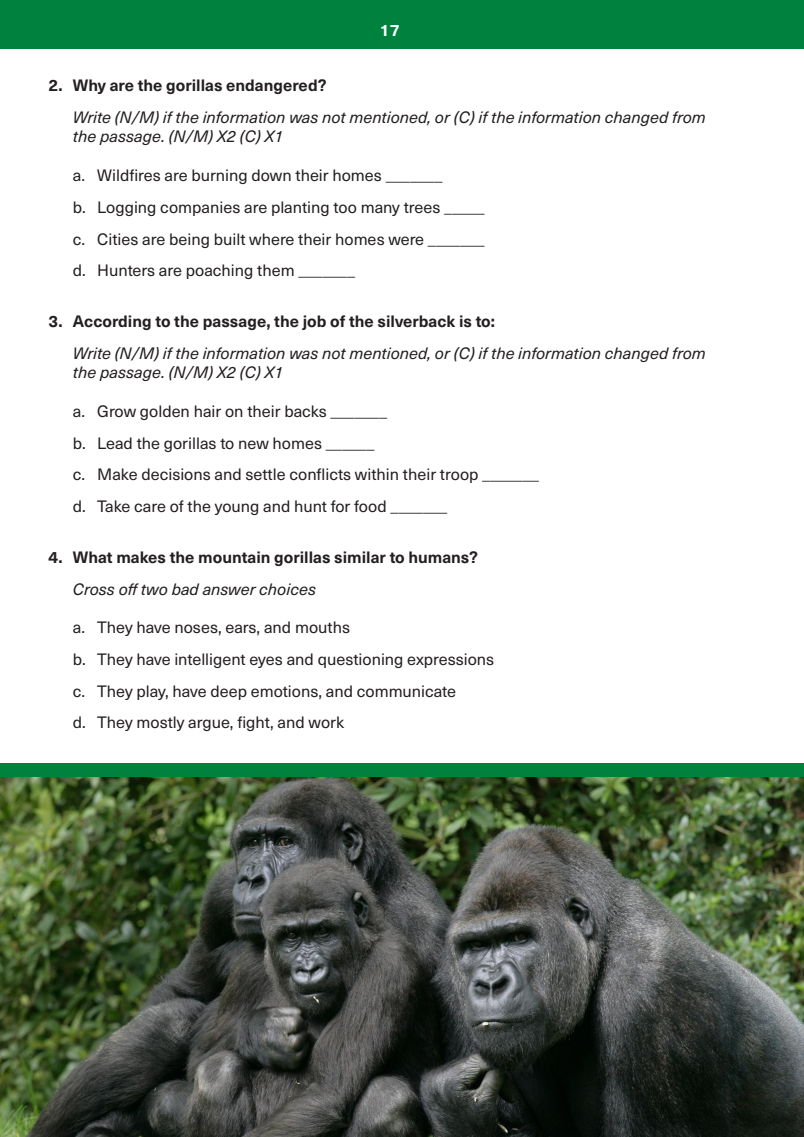 17
2. Why are the gorillas endangered?
Write (N/M) if the information was not mentioned, or (C) if the information changed from
the passage. (N/M) X2 (C) X1
a. Wildfires are burning down their homes _______
b. Logging companies are planting too many trees _____
c. Cities are being built where their homes were _______
d. Hunters are poaching them _______
3. According to the passage, the job of the silverback is to:
Write (N/M) if the information was not mentioned, or (C) if the information changed from
the passage. (N/M) X2 (C) X1
a. Grow golden hair on their backs _______
b. Lead the gorillas to new homes ______
c. Make decisions and settle conflicts within their troop _______
d. Take care of the young and hunt for food _______
4. What makes the mountain gorillas similar to humans?
Cross off two bad answer choices
a. They have noses, ears, and mouths
b. They have intelligent eyes and questioning expressions
c. They play, have deep emotions, and communicate
d. They mostly argue, fight, and work